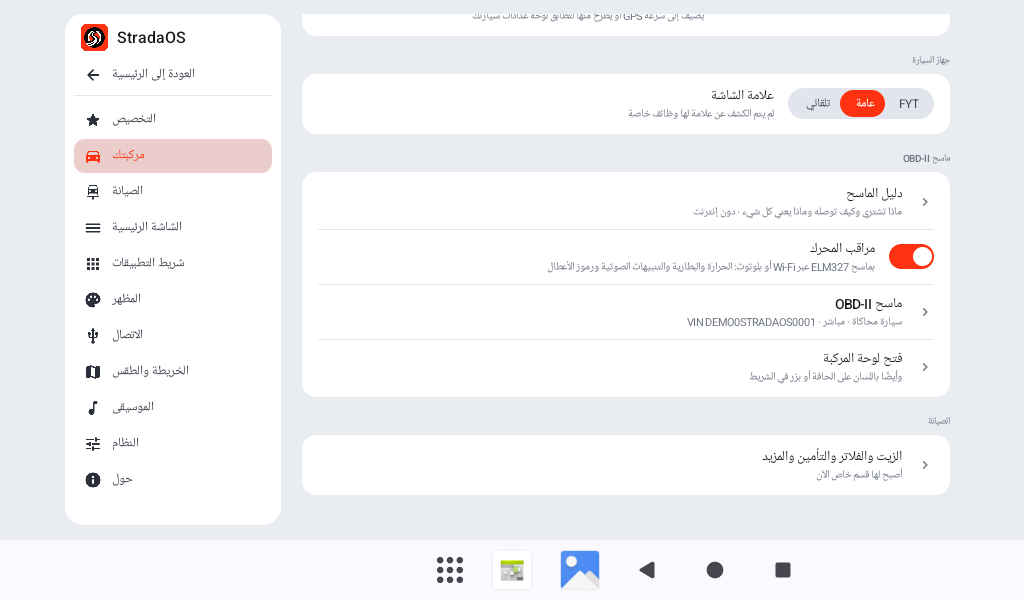 StradaOS
العودة إلى الرئيسية
التخصيص
مركبتك
الصيانة
الشاشة الرئيسية
شريط التطبيقات
المظهر
الاتصال
الخريطة والطقس
الموسيقى
النظام
حول
يضيف إلى سرعة GPS أو يطرح منها لتطابق لوحة عدادات سيارتك
جهاز السيارة
علامة الشاشة
لم يتم الكشف عن علامة لها وظائف خاصة
تلقائي
عامة
FYT
ماسح OBD-II
دليل الماسح
ماذا تشتري وكيف توصله وماذا يعني كل شيء · دون إنترنت
مراقب المحرك
بماسح ELM327 عبر Wi-Fi أو بلوتوث: الحرارة والبطارية والتنبيهات الصوتية ورموز الأعطال
ماسح OBD-II
سيارة محاكاة · مباشر · VIN DEMO0STRADAOS0001
فتح لوحة المركبة
وأيضًا باللسان على الحافة أو بزر في الشريط
الصيانة
الزيت والفلاتر والتأمين والمزيد
أصبح لها قسم خاص الآن